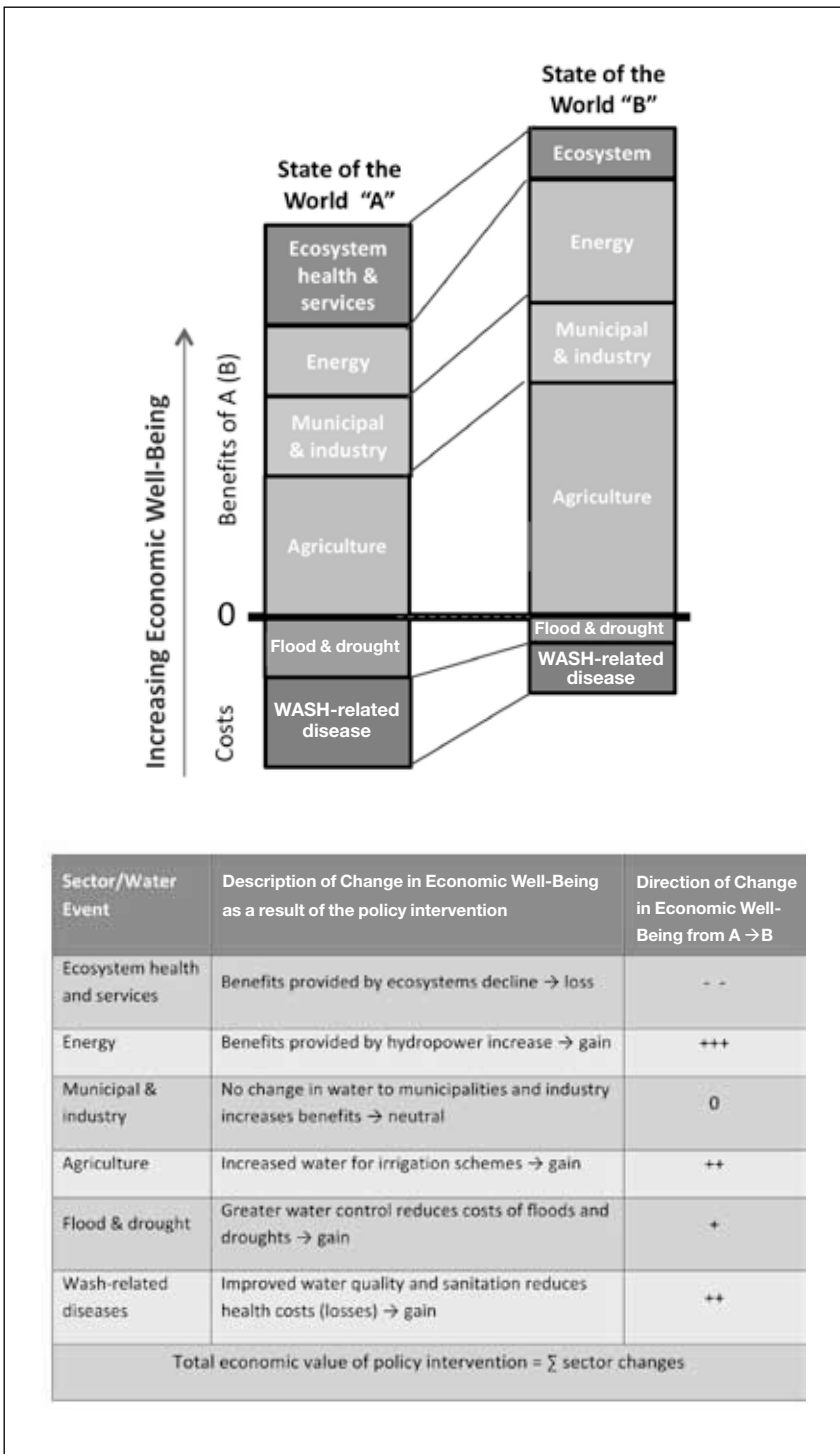 State of the
World "B"
State of the
World "A"
Ecosystem
Energy
Municipal
& industry
Agriculture
Ecosystem
health &
services
Energy
Municipal
& industry
Agriculture
Increasing Economic Well-Being
Benefits of A (B)
Costs
0
Flood & drought
WASH-related
disease
Flood & drought
WASH-related
disease
Sector/Water
Event
Description of Change in Economic Well-Being
as a result of the policy intervention
Direction of Change
in Economic Well-
Being from A →B
Ecosystem health
and services
Benefits provided by ecosystems decline → loss
- -
Energy
Benefits provided by hydropower increase → gain
+++
Municipal &
industry
No change in water to municipalities and industry
increases benefits → neutral
0
Agriculture
Increased water for irrigation schemes → gain
++
Flood & drought
Greater water control reduces costs of floods and
droughts → gain
+
Wash-related
diseases
Improved water quality and sanitation reduces
health costs (losses) → gain
++
Total economic value of policy intervention = ∑ sector changes